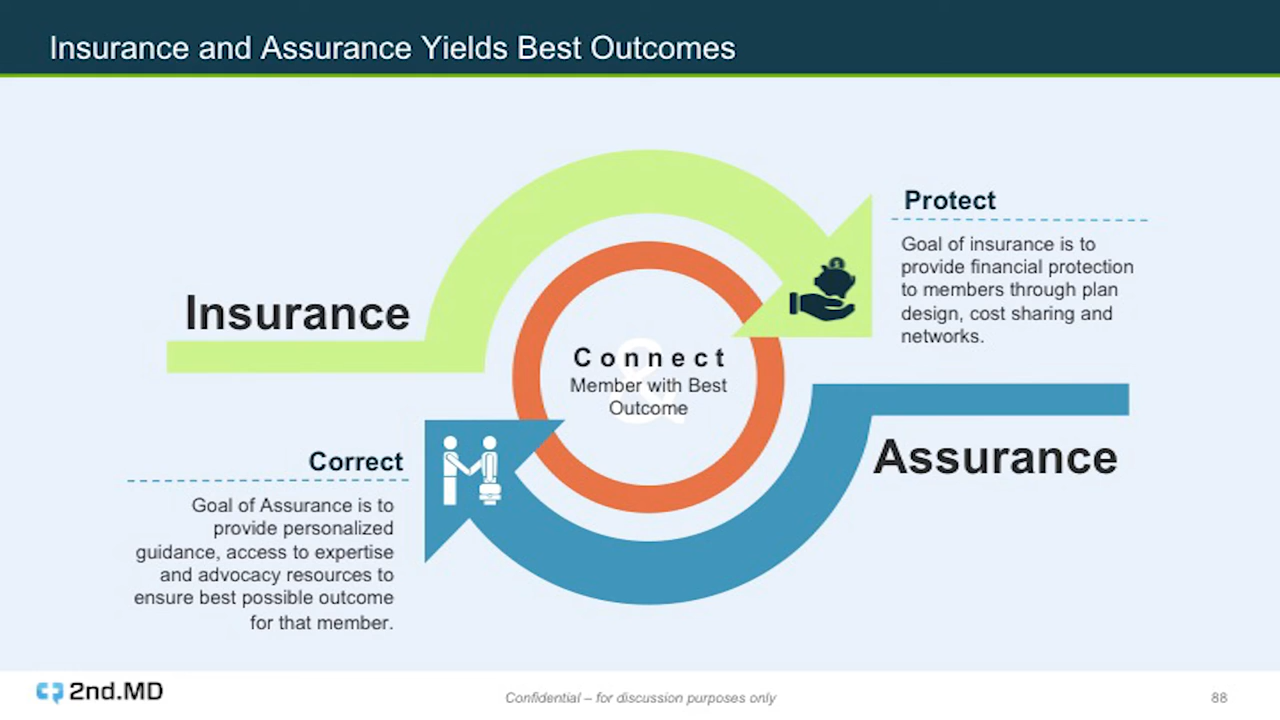 Insurance and Assurance Yields Best Outcomes
Insurance
Protect
Goal of insurance is to
provide financial protection
to members through plan
design, cost sharing and
networks.
&
Connect
Member with Best
Outcome
Assurance
Correct
Goal of Assurance is to
provide personalized
guidance, access to expertise
and advocacy resources to
ensure best possible outcome
for that member.
$
2nd.MD
Confidential – for discussion purposes only
88